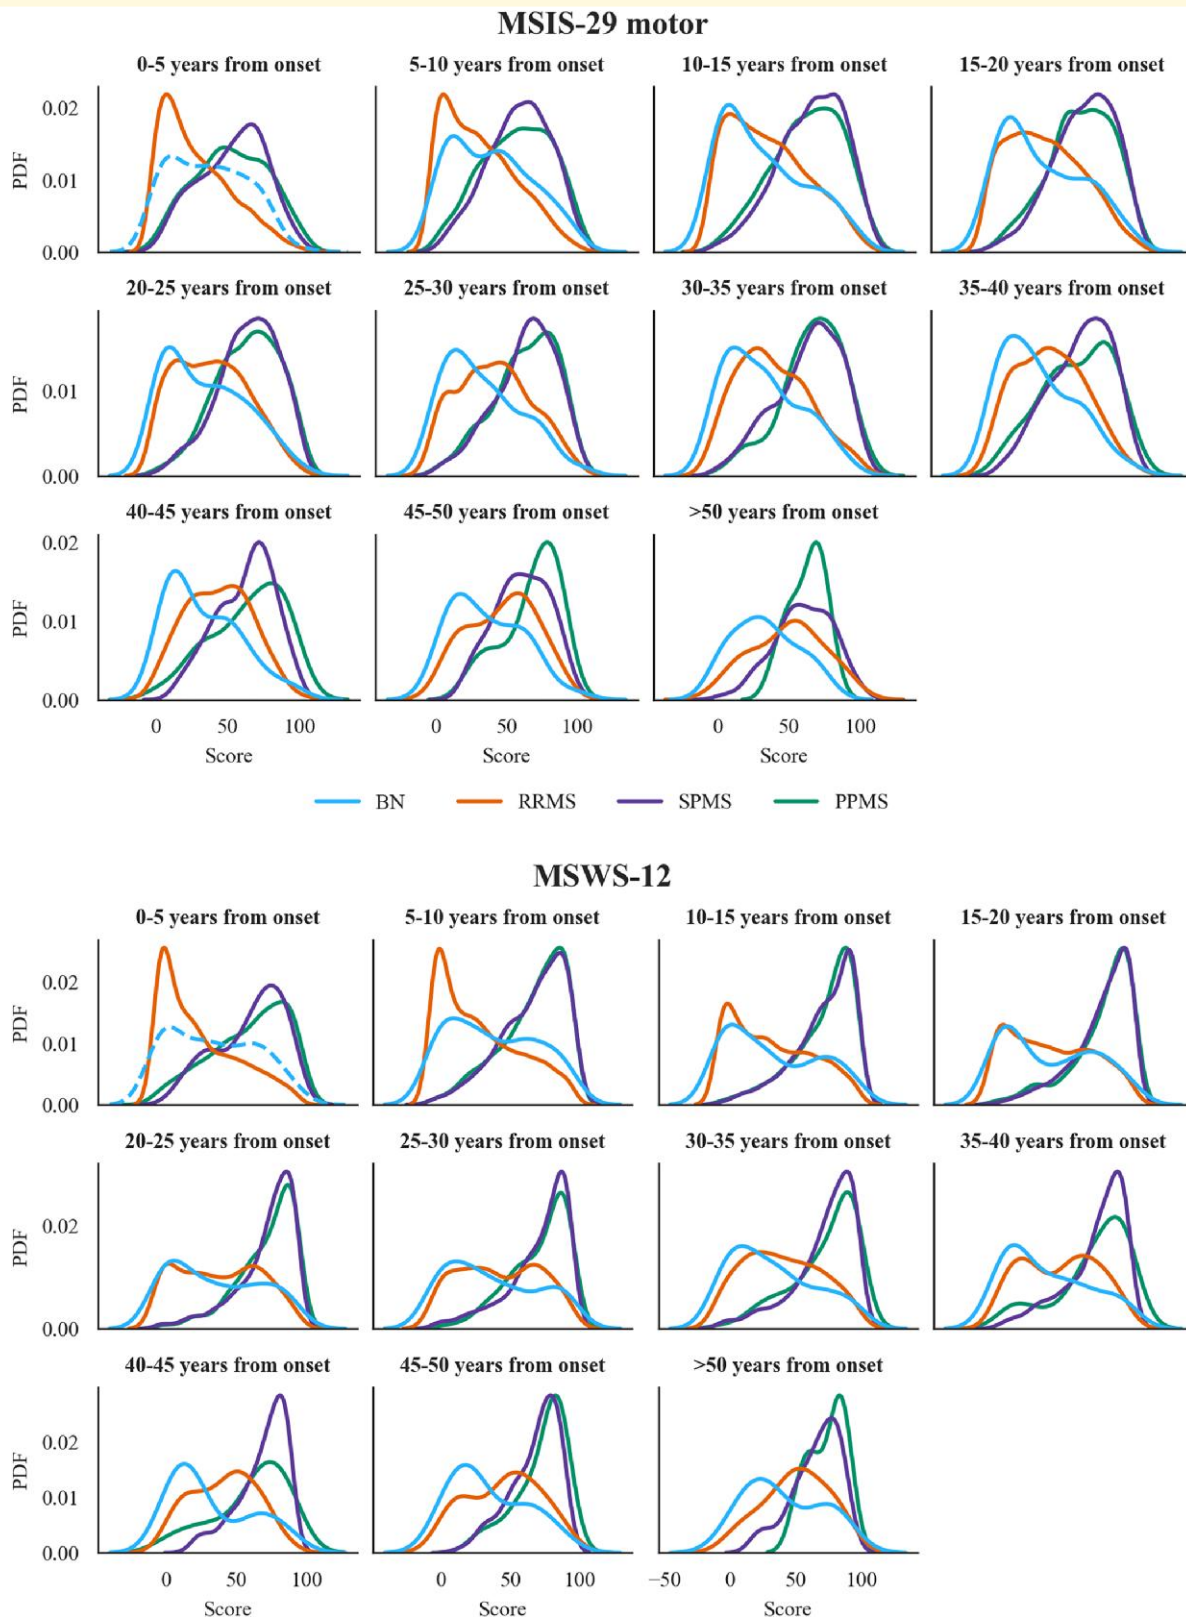 MSIS-29 motor
0-5 years from onset
5-10 years from onset
10-15 years from onset
15-20 years from onset
PDF
0.02
0.01
0.00
20-25 years from onset
25-30 years from onset
30-35 years from onset
35-40 years from onset
PDF
0.01
0.00
40-45 years from onset
45-50 years from onset
>50 years from onset
PDF
0.02
0.01
0.00
0 50 100
0 50 100
0 50 100
Score
Score
Score
BN RRMS SPMS PPMS
MSWS-12
0-5 years from onset
5-10 years from onset
10-15 years from onset
15-20 years from onset
PDF
0.02
0.01
0.00
20-25 years from onset
25-30 years from onset
30-35 years from onset
35-40 years from onset
PDF
0.02
0.00
40-45 years from onset
45-50 years from onset
>50 years from onset
PDF
0.02
0.01
0.00
0 50 100
0 50 100
−50 0 50 100
Score
Score
Score